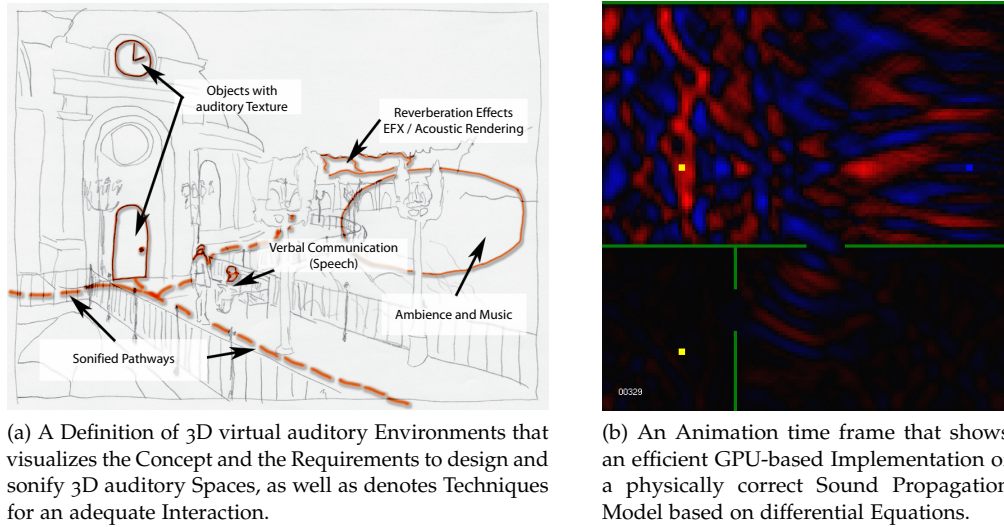 Objects with
auditory Texture
Reverberation Effects
EFX / Acoustic Rendering
Verbal Communication
(Speech)
Ambience and Music
Sonified Pathways
00329
(a) A Definition of 3D virtual auditory Environments that
visualizes the Concept and the Requirements to design and
sonify 3D auditory Spaces, as well as denotes Techniques
for an adequate Interaction.
(b) An Animation time frame that shows
an efficient GPU-based Implementation o
a physically correct Sound Propagation
Model based on differential Equations.